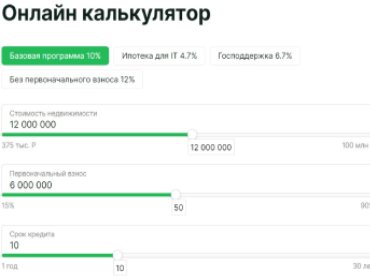 Онлайн калькулятор
Базовая программа 10% Ипотека для IT 4.7% Господдержка 6.7%
Без первоначального взноса 12%
Стоимость недвижимости
12 000 000
375 тыс. ₽ 12 000 000 100 млн
Первоначальный взнос
6 000 000
15% 50 90%
Срок кредита
10
1 год 10 30 ле